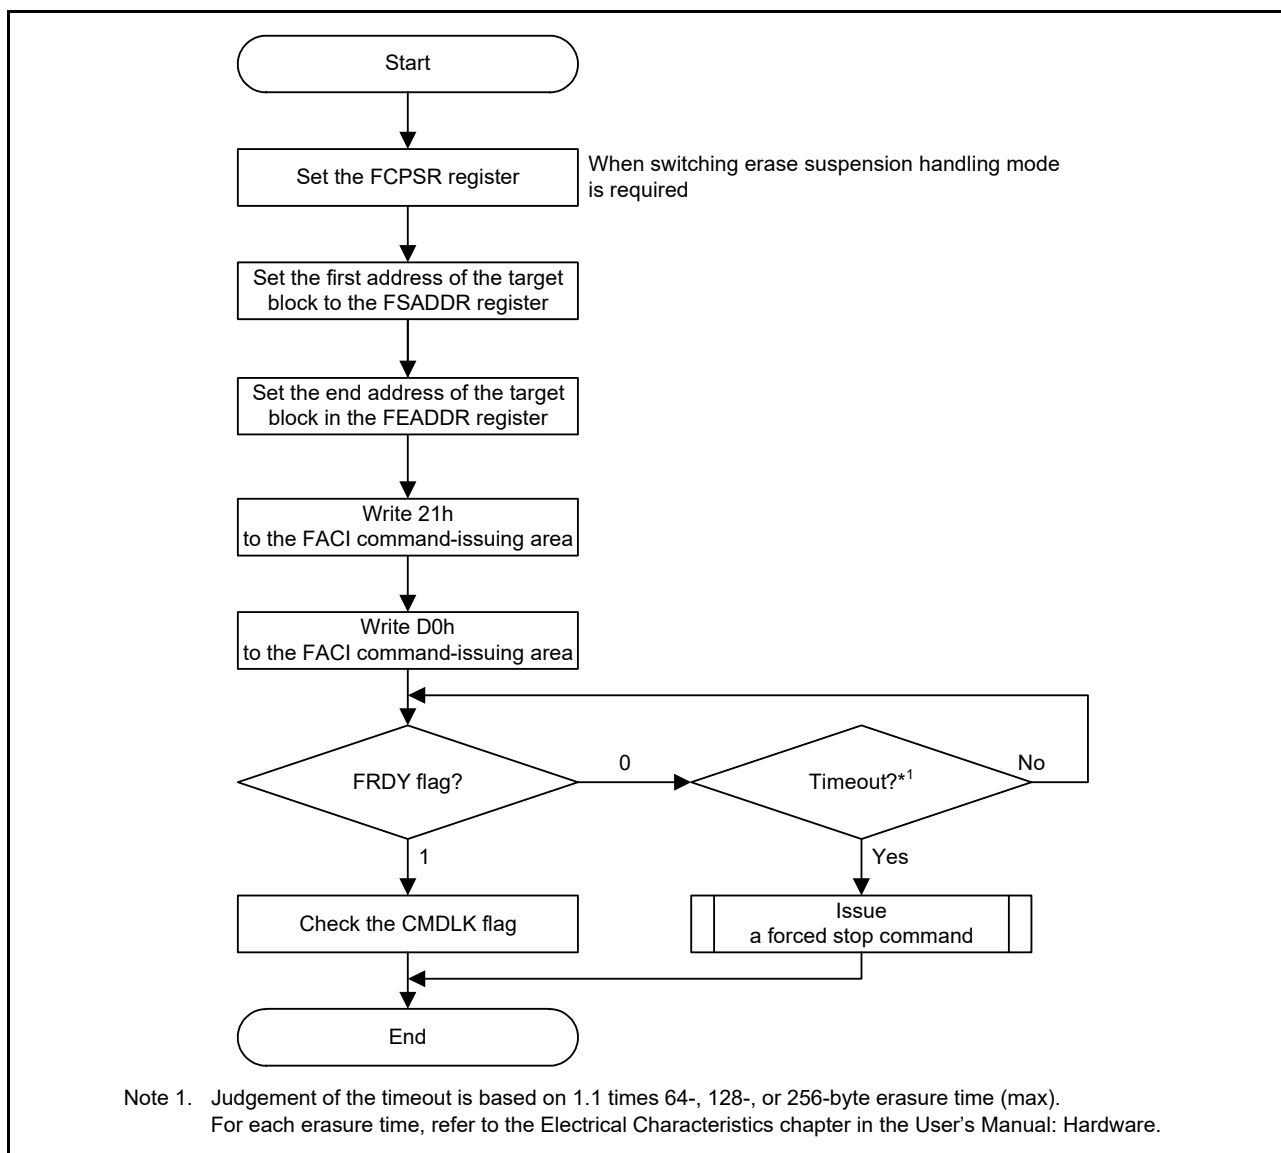 Start
Set the FCPSR register
When switching erase suspension handling mode
is required
Set the first address of the target
block to the FSADDR register
Set the end address of the target
block in the FEADDR register
Write 21h
to the FACI command-issuing area
Write D0h
to the FACI command-issuing area
FRDY flag?
0
Timeout?*1
No
1
Yes
Check the CMDLK flag
Issue
a forced stop command
End
Note 1. Judgement of the timeout is based on 1.1 times 64-, 128-, or 256-byte erasure time (max).
For each erasure time, refer to the Electrical Characteristics chapter in the User’s Manual: Hardware.